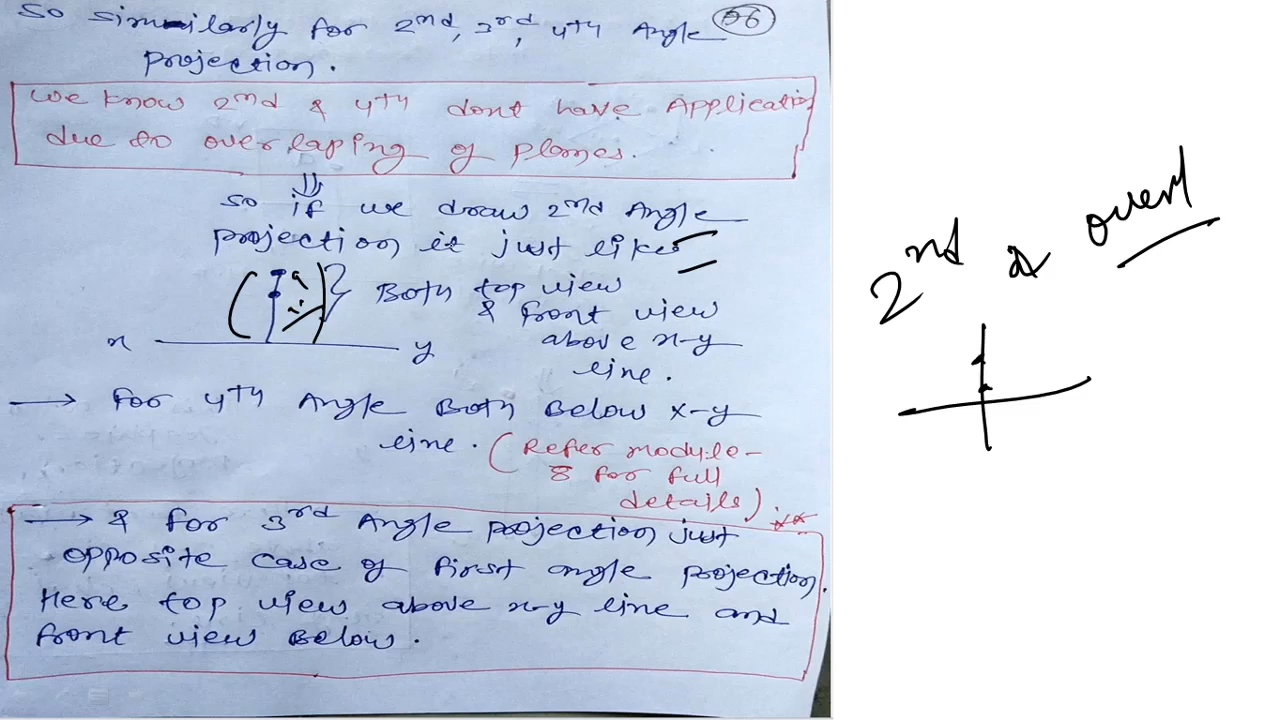 06
So similarly for 2nd, 3rd, 4th Angle
projection.
We know 2nd & 4th dont have Application
due to overlaping of planes.
so if we draw 2nd Angle
projection it just likes
a
a'
Both top view
& front view
above x-y
line.
x
y
→ for 4th Angle Both Below x-y
line. (Refer module-
8 for full
details)
→ & for 3rd Angle projection just
opposite case of first angle projection.
Here top view above x-y line and
front view Below.
2nd
overl